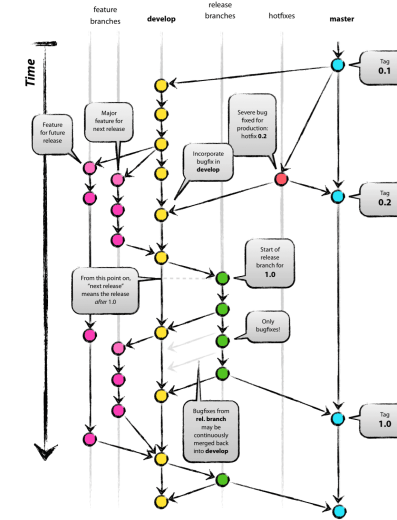 feature
branches
develop
release
branches
hotfixes
master
Time
Tag
0.1
Major
feature for
next release
Feature
for future
release
Severe bug
fixed for
production:
hotfix 0.2
Incorporate
bugfix in
develop
Tag
0.2
Start of
release
branch for
1.0
From this point on,
"next release"
means the release
after 1.0
Only
bugfixes!
Bugfixes from
rel. branch
may be
continuously
merged back
into develop
Tag
1.0